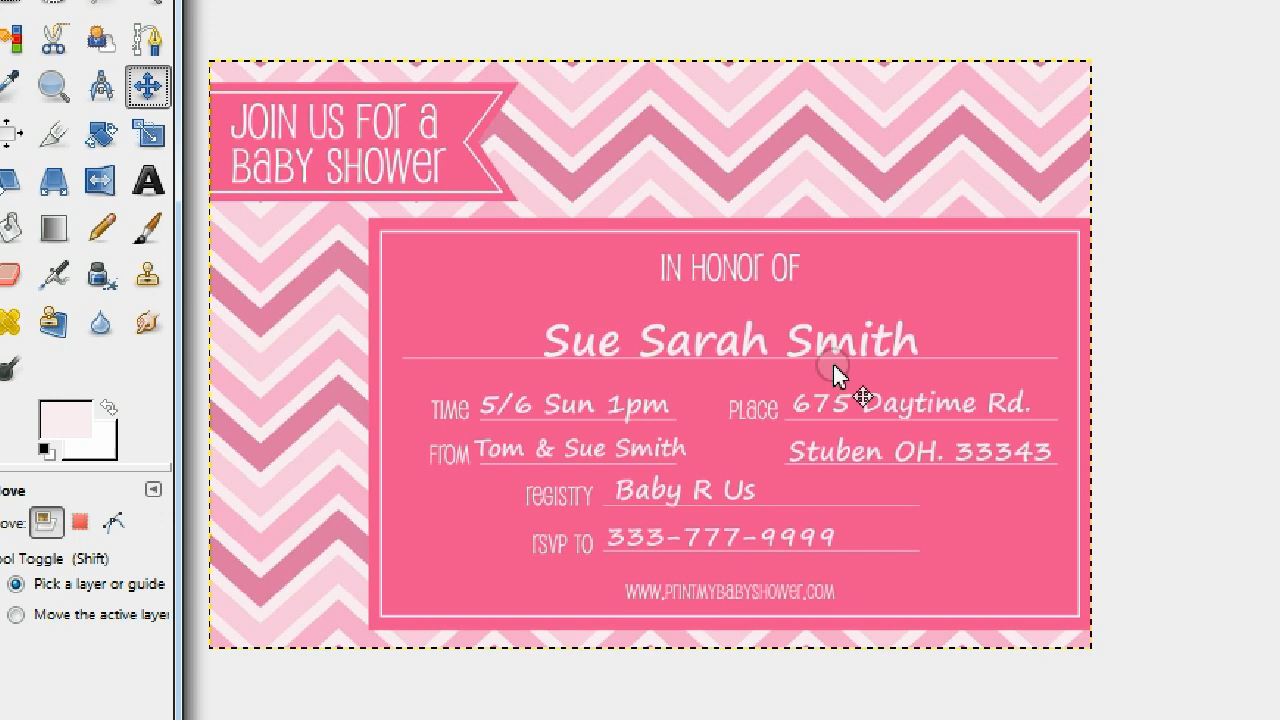 JOIN US FOR A
BABY SHOWER
IN HONOR OF
Sue Sarah Smith
TIME 5/6 Sun 1pm PLACE 675 Daytime Rd.
FROM Tom & Sue Smith Stuben OH. 33343
REGISTRY Baby R Us
RSVP TO 333-777-9999
WWW.PRINTMYBABYSHOWER.COM
ove
ove:
ool Toggle (Shift)
Pick a layer or guide
Move the active layer